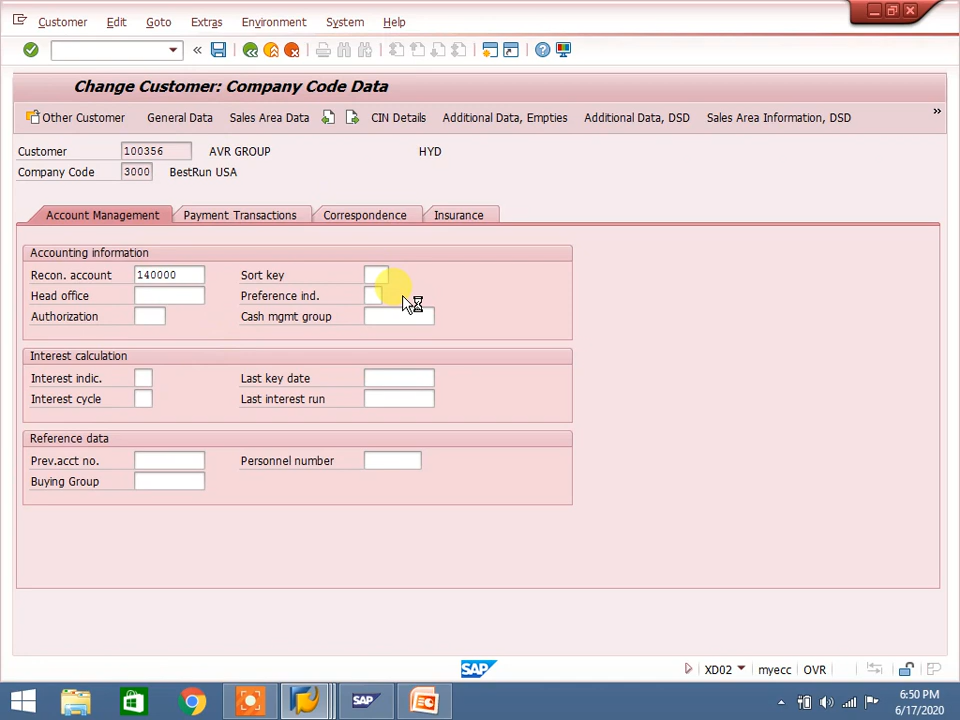 Customer Edit Goto Extras Environment System Help
Change Customer: Company Code Data
Other Customer General Data Sales Area Data CIN Details Additional Data, Empties Additional Data, DSD Sales Area Information, DSD
Customer 100356 AVR GROUP HYD
Company Code 3000 BestRun USA
Account Management Payment Transactions Correspondence Insurance
Accounting information
Recon. account 140000 Sort key
Head office Preference ind.
Authorization Cash mgmt group
Interest calculation
Interest indic. Last key date
Interest cycle Last interest run
Reference data
Prev.acct no. Personnel number
Buying Group
SAP XD02 myecc OVR
SAP
6:50 PM
6/17/2020